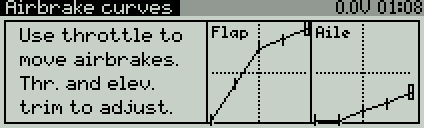 Airbrake curves 0.0V 01:08
Use throttle to
move airbrakes.
Thr. and elev.
trim to adjust.
Flap
Aile